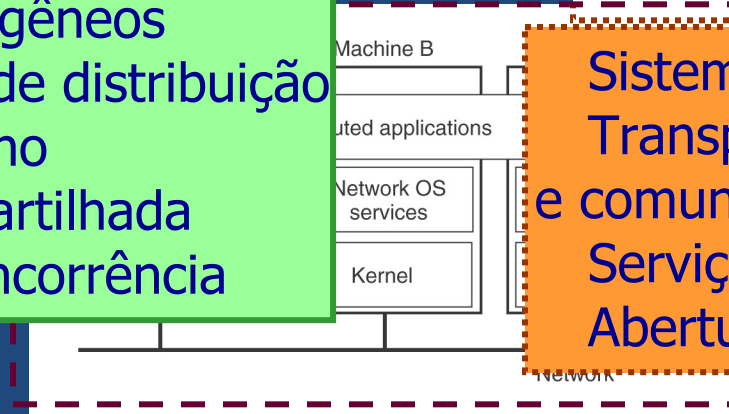 gêneos
de distribuição
no
artilhada
ncorrência
Machine B
uted applications
Network OS
services
Kernel
Sistem
Transp
e comun
Serviç
Abertu
Network